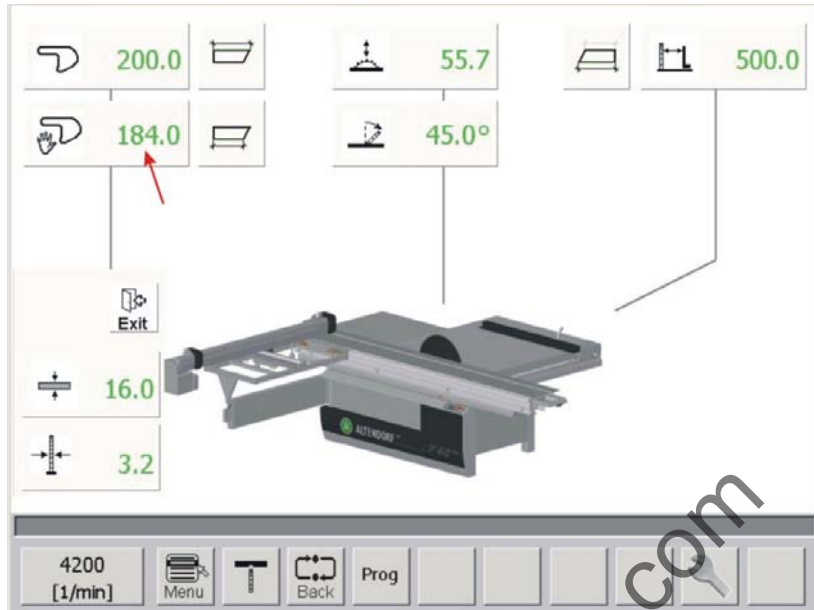 200.0
55.7
500.0
184.0
45.0°
Exit
16.0
3.2
ALTENDORF
com
4200
[1/min]
Menu
Back
Prog